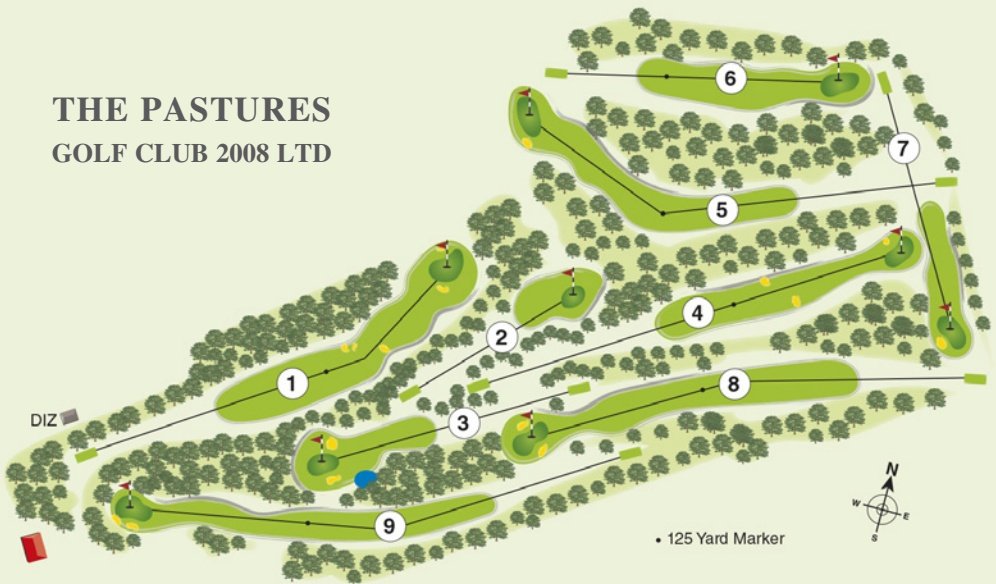 THE PASTURES
GOLF CLUB 2008 LTD
6
7
5
4
2
1
8
3
DIZ
9
N
W
E
S
• 125 Yard Marker